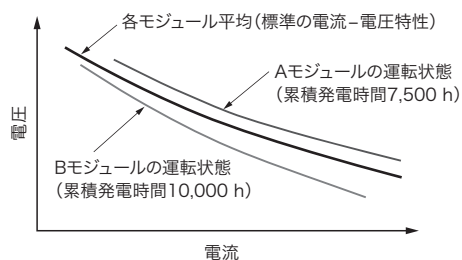 各モジュール平均（標準の電流−電圧特性）
Aモジュールの運転状態
（累積発電時間7,500 h）
電圧
Bモジュールの運転状態
（累積発電時間10,000 h）
電流